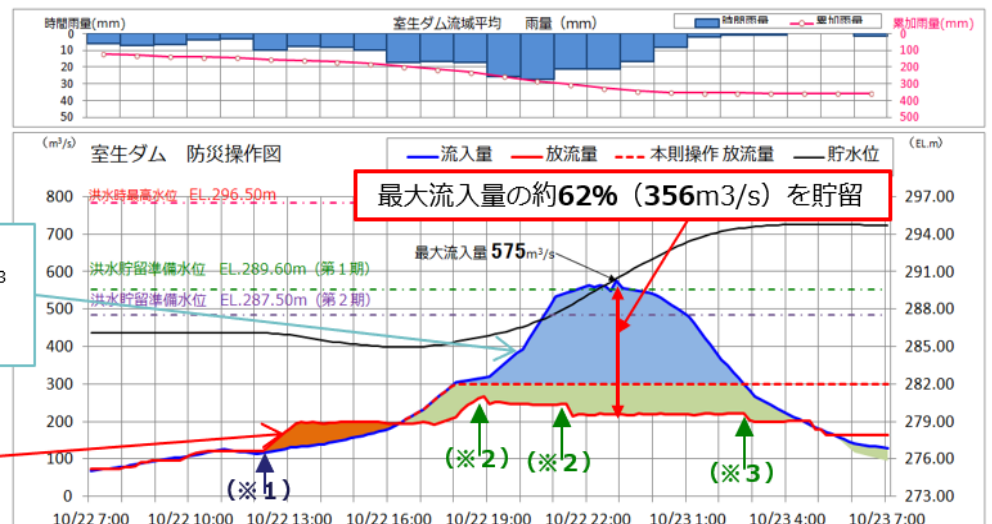 時間雨量(mm) 室生ダム流域平均 雨量（mm） 時間雨量 累加雨量 累加雨量(mm)
0 0
10 100
20 200
30 300
40 400
50 500
（m³/s） 室生ダム 防災操作図 流入量 放流量 本則操作 放流量 貯水位 （EL.m）
800 洪水時最高水位 EL.296.50m 297.00
最大流入量の約62%（356m3/s）を貯留
700 294.00
最大流入量 575m³/s
600 洪水貯留準備水位 EL.289.60m（第１期） 291.00
3
500 洪水貯留準備水位 EL.287.50m（第２期） 288.00
400 285.00
300 282.00
200 279.00
100 276.00
（※1） （※2） （※2） （※3）
0 273.00
10/22 7:00 10/22 10:00 10/22 13:00 10/22 16:00 10/22 19:00 10/22 22:00 10/23 1:00 10/23 4:00 10/23 7:00